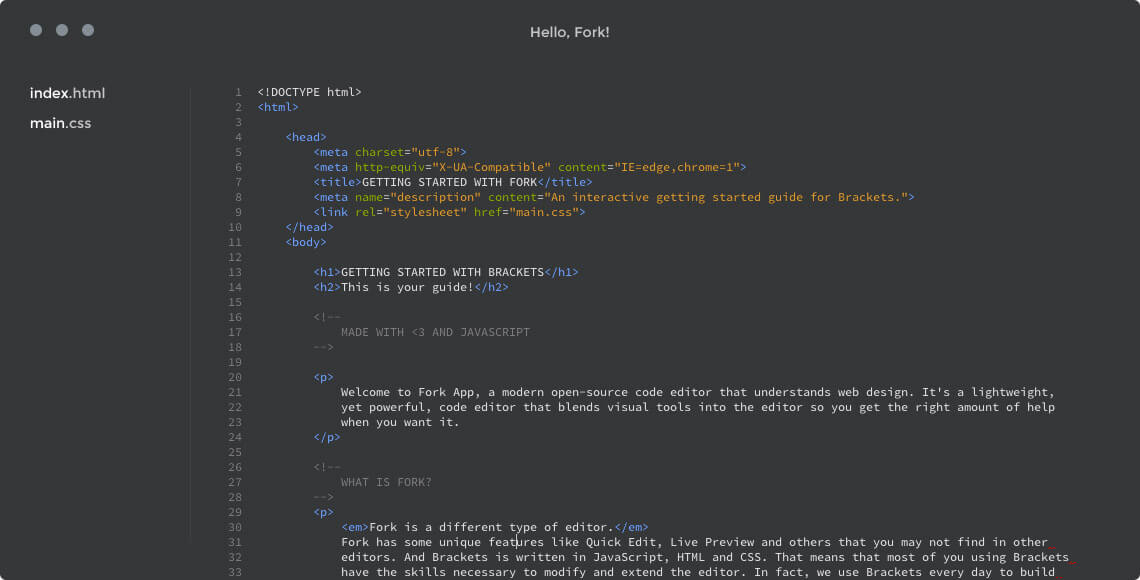 Hello, Fork!
index.html
main.css
1 <!DOCTYPE html>
2 <html>
3
4 <head>
5 <meta charset="utf-8">
6 <meta http-equiv="X-UA-Compatible" content="IE=edge,chrome=1">
7 <title>GETTING STARTED WITH FORK</title>
8 <meta name="description" content="An interactive getting started guide for Brackets.">
9 <link rel="stylesheet" href="main.css">
10 </head>
11 <body>
12
13 <h1>GETTING STARTED WITH BRACKETS</h1>
14 <h2>This is your guide!</h2>
15
16 <!--
17 MADE WITH <3 AND JAVASCRIPT
18 -->
19
20 <p>
21 Welcome to Fork App, a modern open-source code editor that understands web design. It's a lightweight,
22 yet powerful, code editor that blends visual tools into the editor so you get the right amount of help
23 when you want it.
24 </p>
25
26 <!--
27 WHAT IS FORK?
28 -->
29 <p>
30 <em>Fork is a different type of editor.</em>
31 Fork has some unique features like Quick Edit, Live Preview and others that you may not find in other
32 editors. And Brackets is written in JavaScript, HTML and CSS. That means that most of you using Brackets
33 have the skills necessary to modify and extend the editor. In fact, we use Brackets every day to build